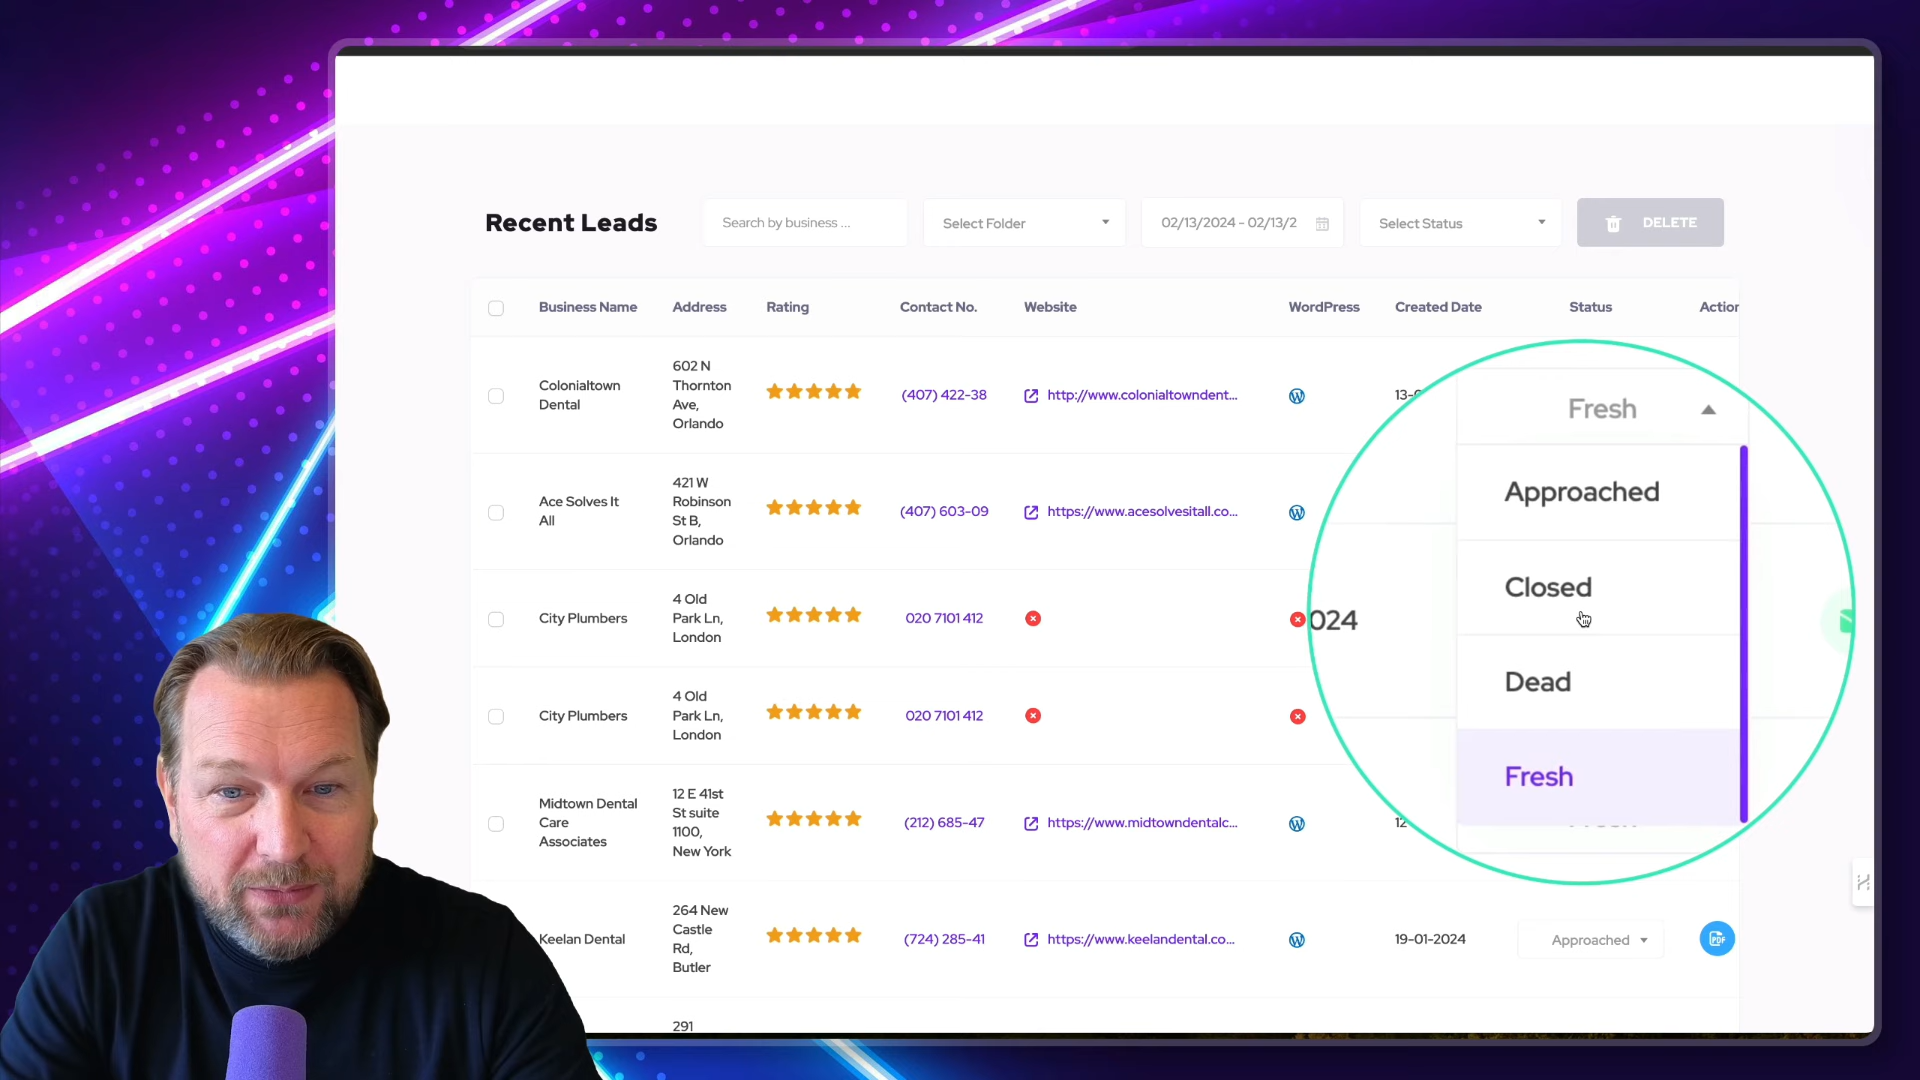 Recent Leads
Search by business ...
Select Folder
02/13/2024 - 02/13/2
Select Status
DELETE
Business Name
Address
Rating
Contact No.
Website
WordPress
Created Date
Status
Action
Colonialtown
Dental
602 N
Thornton
Ave,
Orlando
(407) 422-38
http://www.colonialtowndent...
13-
Ace Solves It
All
421 W
Robinson
St B,
Orlando
(407) 603-09
https://www.acesolvesitall.co...
City Plumbers
4 Old
Park Ln,
London
020 7101 412
024
City Plumbers
4 Old
Park Ln,
London
020 7101 412
Midtown Dental
Care
Associates
12 E 41st
St suite
1100,
New York
(212) 685-47
https://www.midtowndentalc...
12
Fresh
Approached
Closed
Dead
Fresh
Keelan Dental
264 New
Castle
Rd,
Butler
(724) 285-41
https://www.keelandental.co...
19-01-2024
Approached
PDF
291